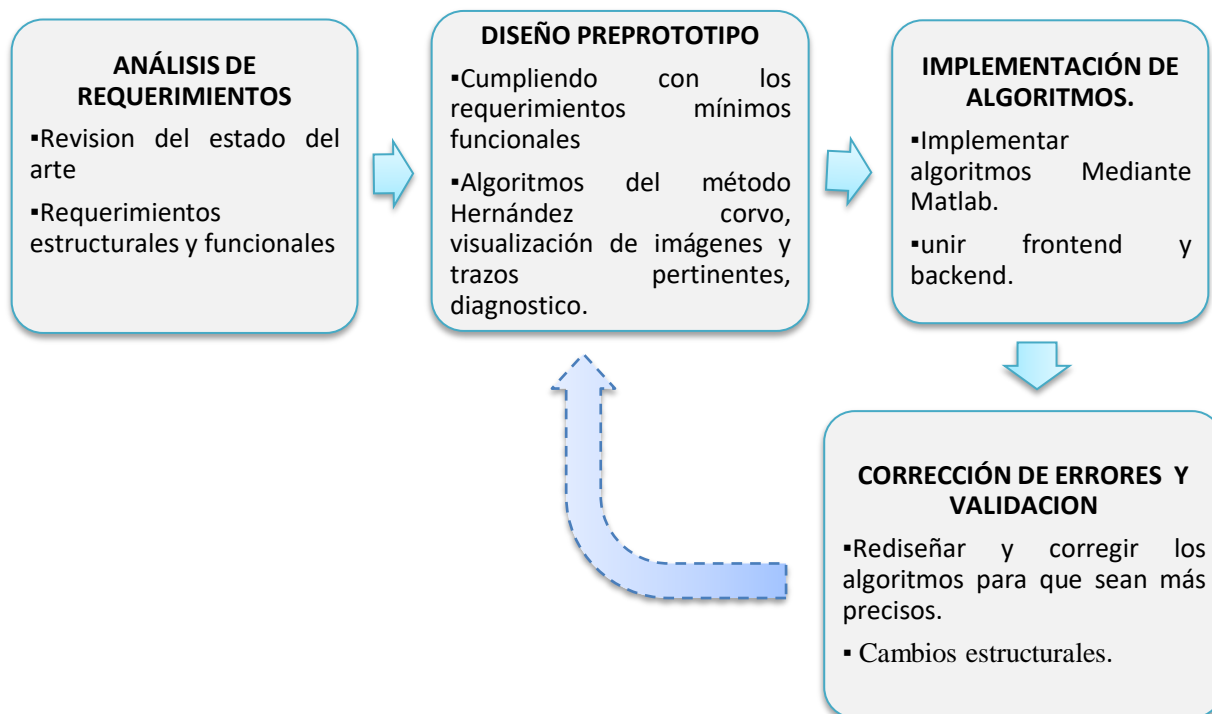 ANÁLISIS DE
REQUERIMIENTOS
▪Revision del estado del
arte
▪Requerimientos
estructurales y funcionales
DISEÑO PREPROTOTIPO
▪Cumpliendo con los
requerimientos mínimos
funcionales
▪Algoritmos del método
Hernández corvo,
visualización de imágenes y
trazos pertinentes,
diagnostico.
IMPLEMENTACIÓN DE
ALGORITMOS.
▪Implementar
algoritmos Mediante
Matlab.
▪unir frontend y
backend.
CORRECCIÓN DE ERRORES Y
VALIDACION
▪Rediseñar y corregir los
algoritmos para que sean más
precisos.
▪ Cambios estructurales.